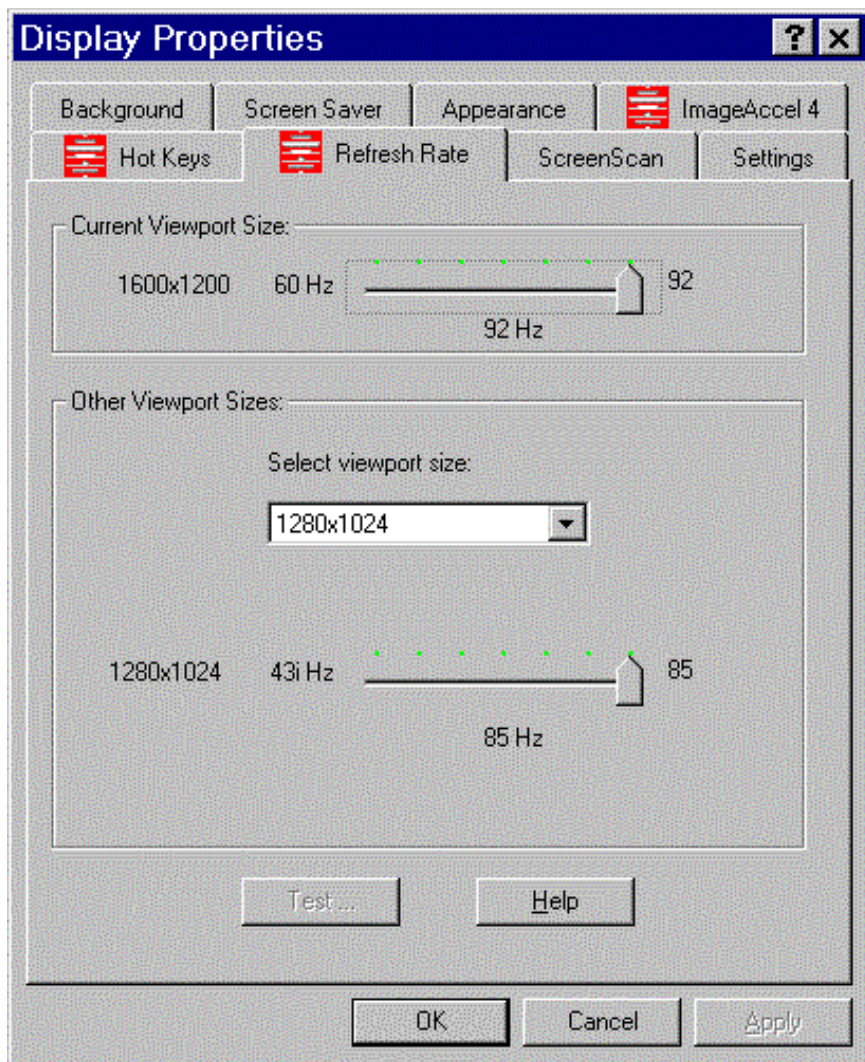 Display Properties
Background Screen Saver Appearance ImageAccel 4
Hot Keys Refresh Rate ScreenScan Settings
Current Viewport Size:
1600x1200 60 Hz 92
92 Hz
Other Viewport Sizes:
Select viewport size:
1280x1024
1280x1024 43i Hz 85
85 Hz
Test ... Help
OK Cancel Apply